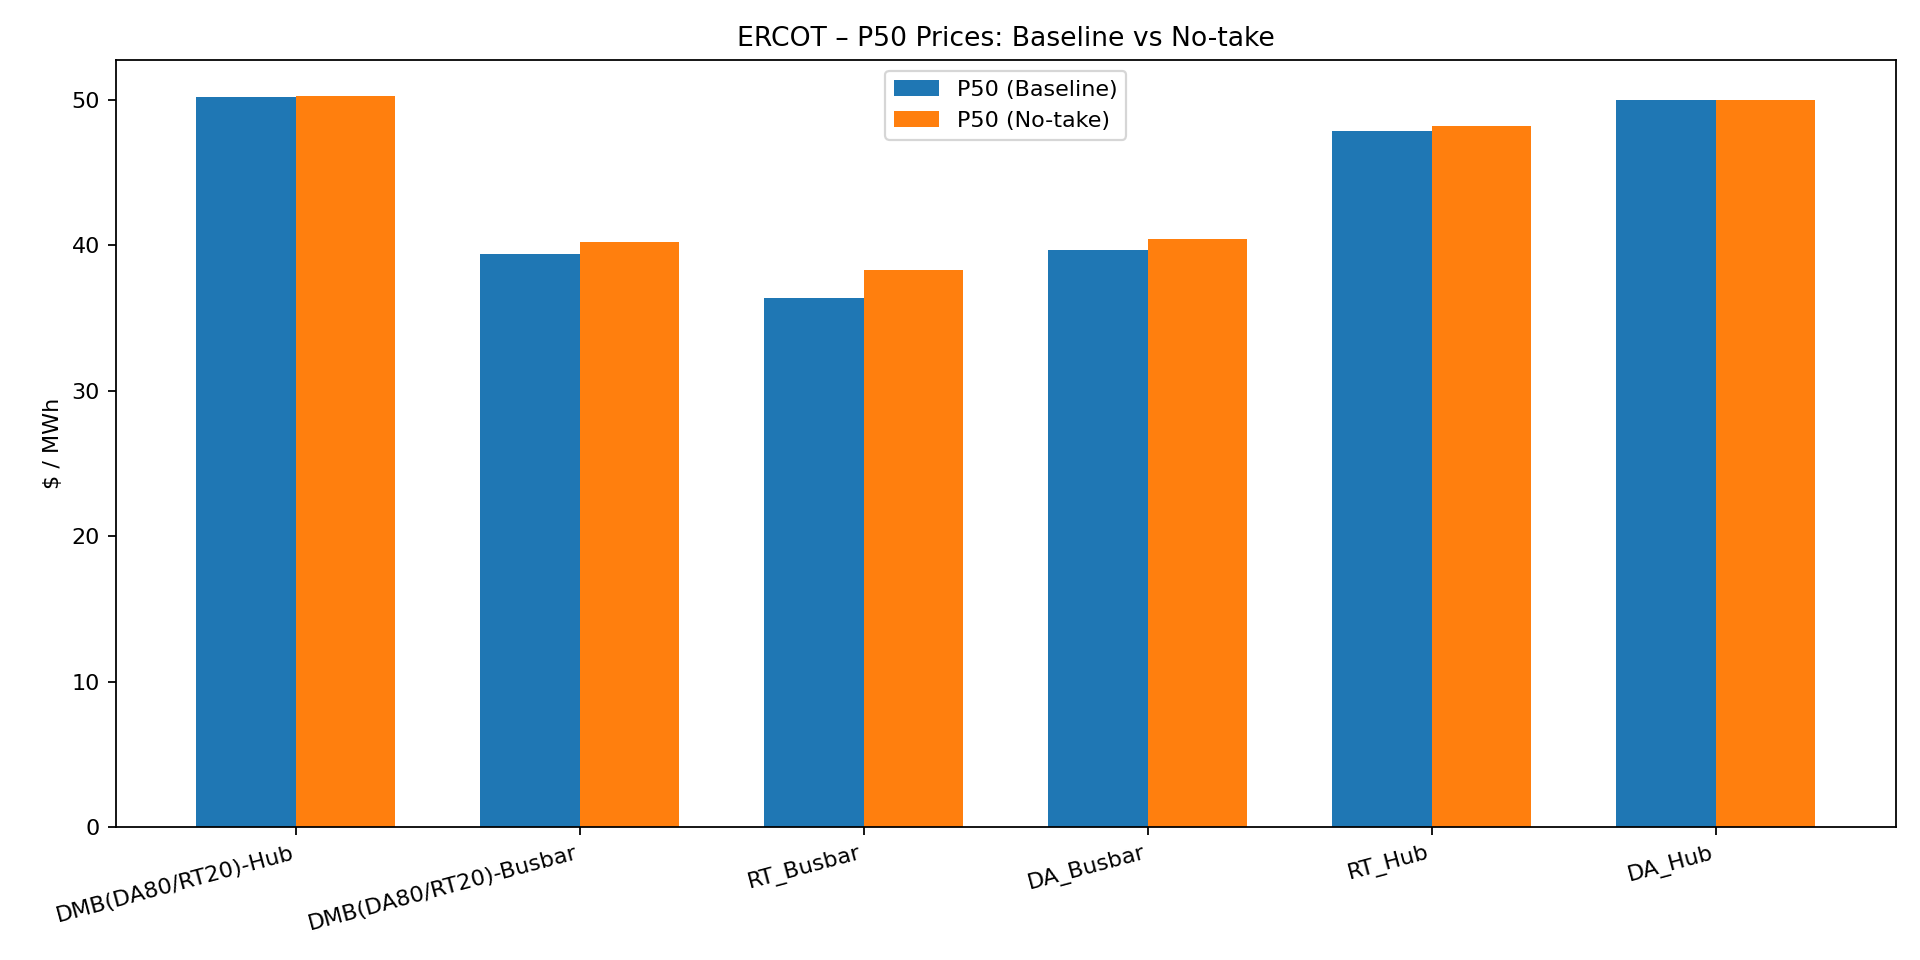 ERCOT – P50 Prices: Baseline vs No-take
P50 (Baseline)
P50 (No-take)
$ / MWh
50
40
30
20
10
0
DMB(DA80/RT20)-Hub
DMB(DA80/RT20)-Busbar
RT_Busbar
DA_Busbar
RT_Hub
DA_Hub